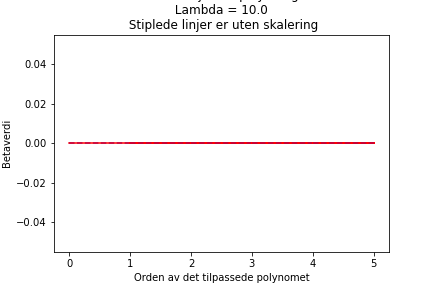 Lambda = 10.0
Stiplede linjer er uten skalering
0.04
0.02
0.00
−0.02
−0.04
Betaverdi
0 1 2 3 4 5
Orden av det tilpassede polynomet